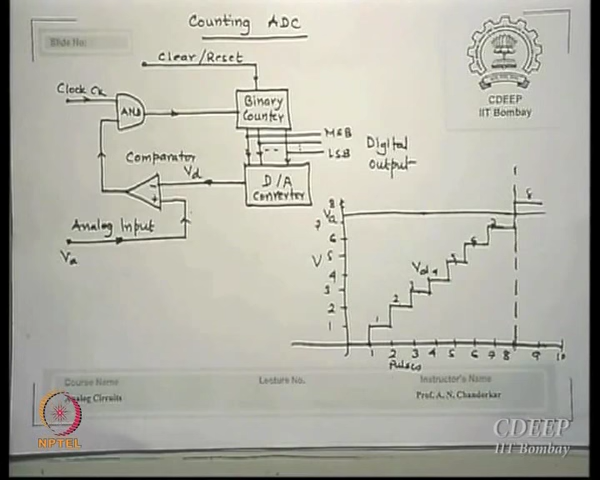 Counting ADC
Slide No:
Clear/Reset
Clock Ck
AND
Binary
Counter
MSB
LSB
Digital
Output
Comparator
Vd
D/A
Converter
Analog Input
Va
CDEEP
IIT Bombay
8
Va
7
6
V 5
4
3
2
1
1 2 3 4 5 6 7 8
Vd
1 2 3 4 5 6 7 8 9 10
Pulses
Course Name
Analog Circuits
Lecture No.
Instructor's Name
Prof. A. N. Chandorkar
NPTEL
CDEEP
IIT Bombay